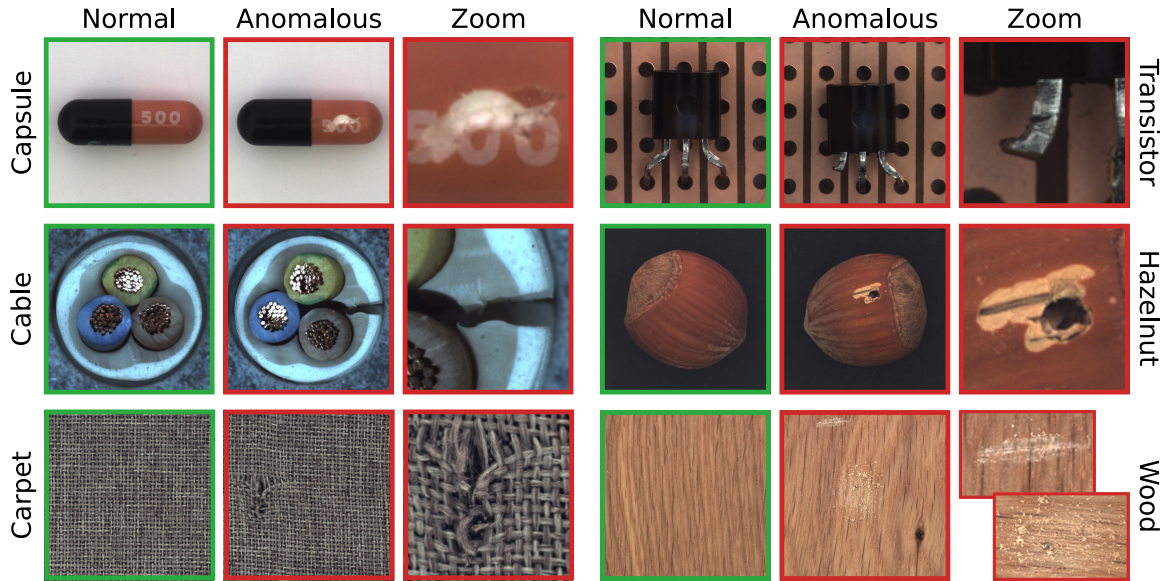 Normal Anomalous Zoom Normal Anomalous Zoom
Capsule
500
500
500
Transistor
Cable
Hazelnut
Carpet
Wood